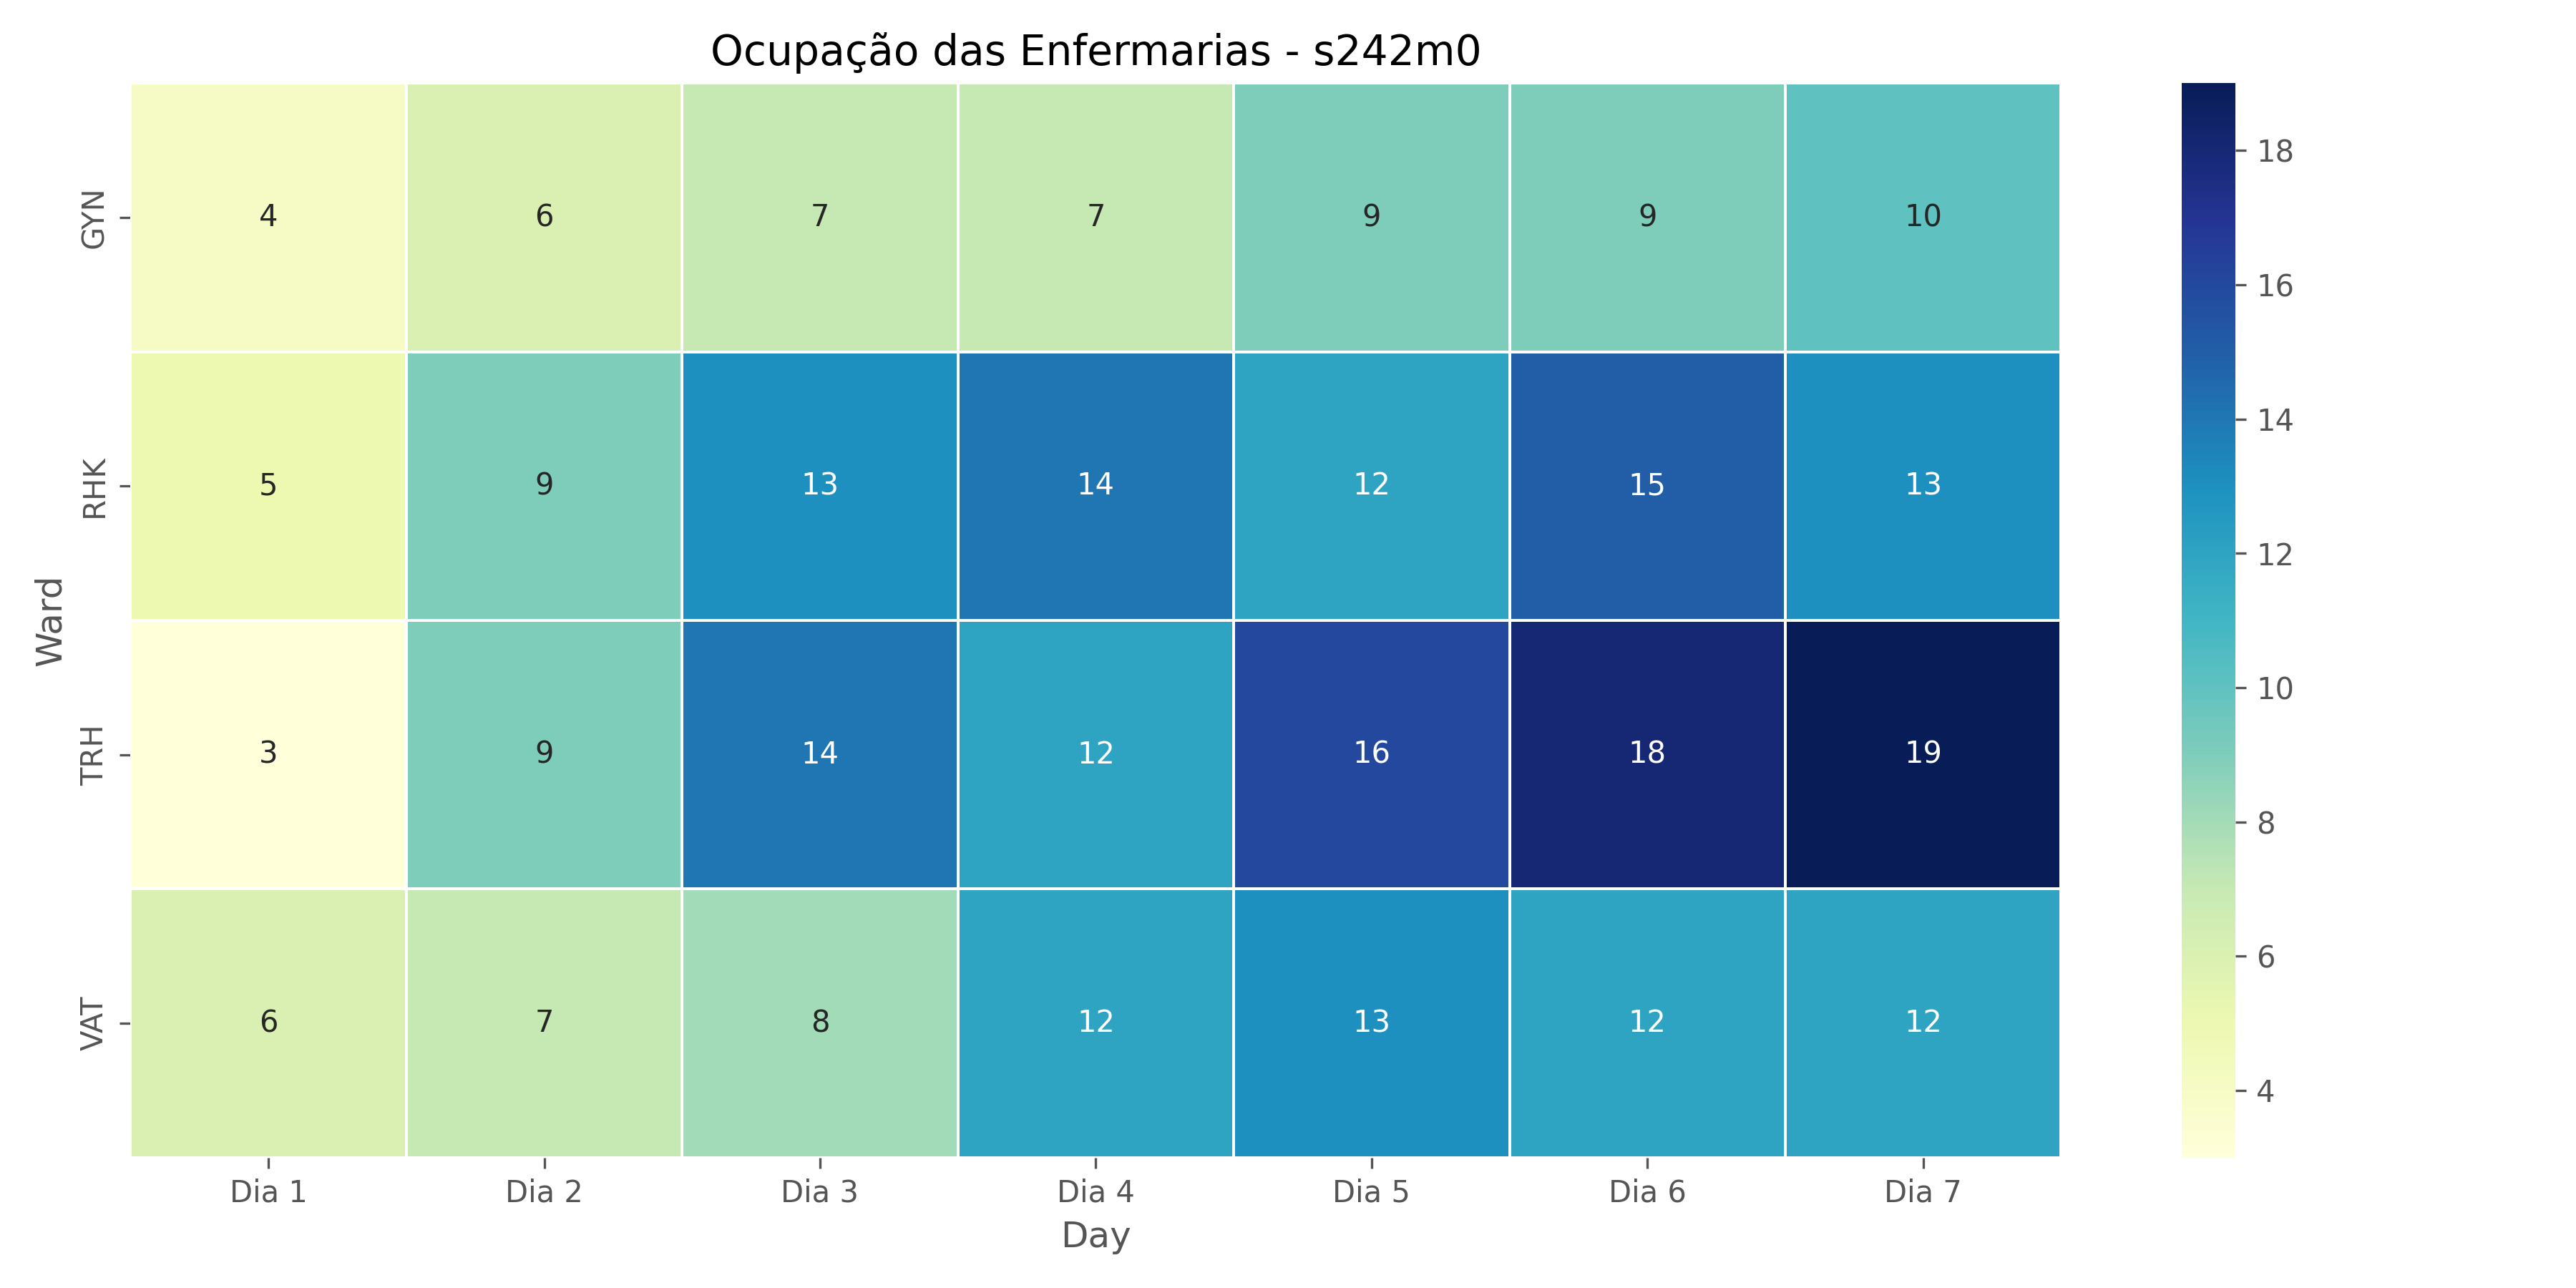 Ocupação das Enfermarias - s242m0
Ward
GYN 4 6 7 7 9 9 10
RHK 5 9 13 14 12 15 13
TRH 3 9 14 12 16 18 19
VAT 6 7 8 12 13 12 12
Dia 1 Dia 2 Dia 3 Dia 4 Dia 5 Dia 6 Dia 7
Day
18
16
14
12
10
8
6
4